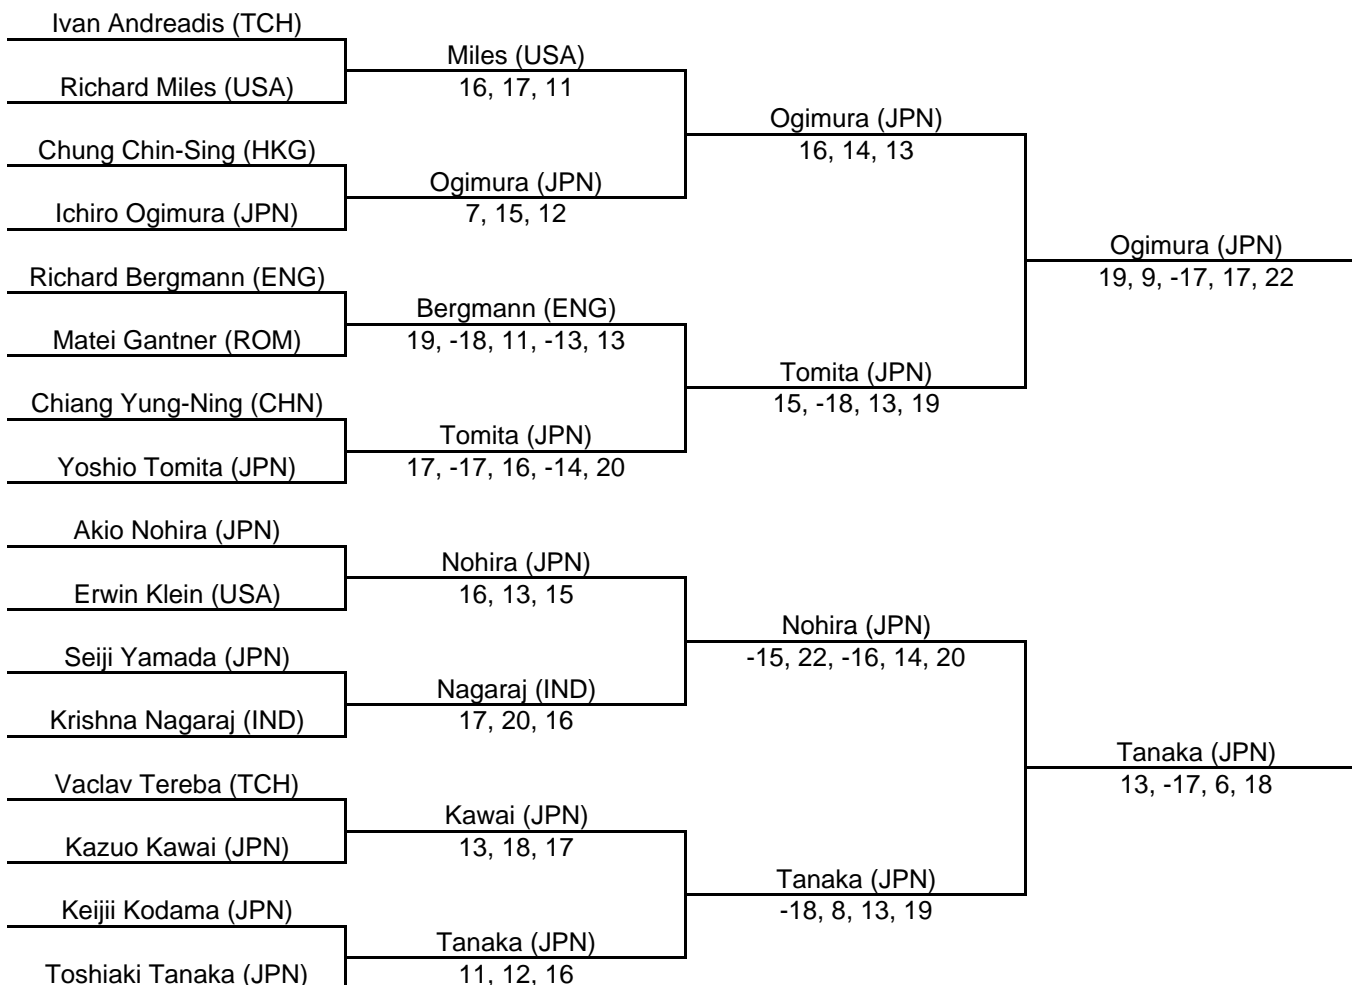 Ivan Andreadis (TCH)
Richard Miles (USA)
Chung Chin-Sing (HKG)
Ichiro Ogimura (JPN)
Richard Bergmann (ENG)
Matei Gantner (ROM)
Chiang Yung-Ning (CHN)
Yoshio Tomita (JPN)
Akio Nohira (JPN)
Erwin Klein (USA)
Seiji Yamada (JPN)
Krishna Nagaraj (IND)
Vaclav Tereba (TCH)
Kazuo Kawai (JPN)
Keijii Kodama (JPN)
Toshiaki Tanaka (JPN)
Miles (USA)
16, 17, 11
Ogimura (JPN)
7, 15, 12
Bergmann (ENG)
19, -18, 11, -13, 13
Tomita (JPN)
17, -17, 16, -14, 20
Nohira (JPN)
16, 13, 15
Nagaraj (IND)
17, 20, 16
Kawai (JPN)
13, 18, 17
Tanaka (JPN)
11, 12, 16
Ogimura (JPN)
16, 14, 13
Tomita (JPN)
15, -18, 13, 19
Nohira (JPN)
-15, 22, -16, 14, 20
Tanaka (JPN)
-18, 8, 13, 19
Ogimura (JPN)
19, 9, -17, 17, 22
Tanaka (JPN)
13, -17, 6, 18